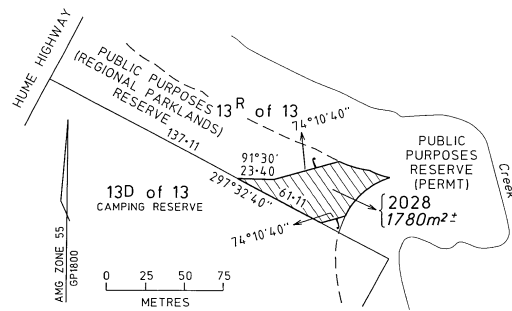 HUME HIGHWAY
PUBLIC PURPOSES
(REGIONAL PARKLANDS)
RESERVE
137·11
13R of 13
74°10'40"
91°30'
23·40
PUBLIC
PURPOSES
RESERVE
(PERMT)
Creek
13D of 13
CAMPING RESERVE
297°32'40"
61·11
2028
1780m²±
74°10'40"
AMG ZONE 55
GP1800
0 25 50 75
METRES